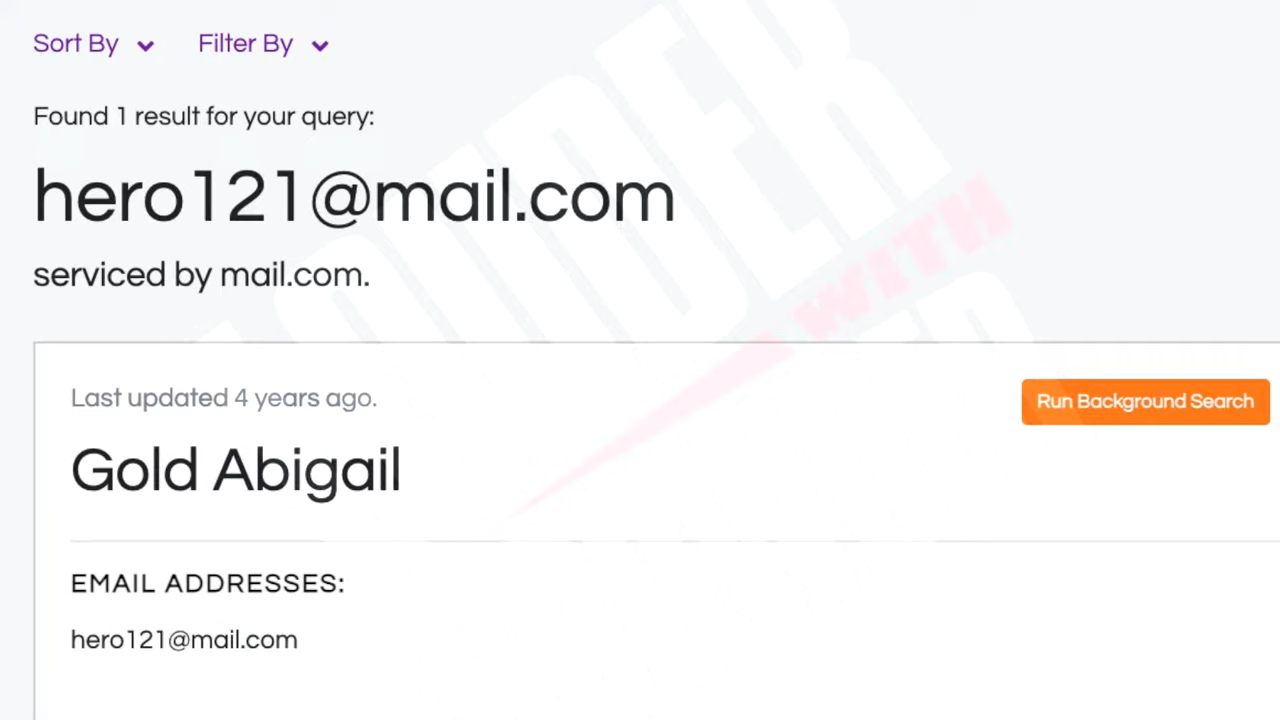 Sort By Filter By
Found 1 result for your query:
hero121@mail.com
serviced by mail.com.
Last updated 4 years ago.
Run Background Search
Gold Abigail
EMAIL ADDRESSES:
hero121@mail.com
WITH